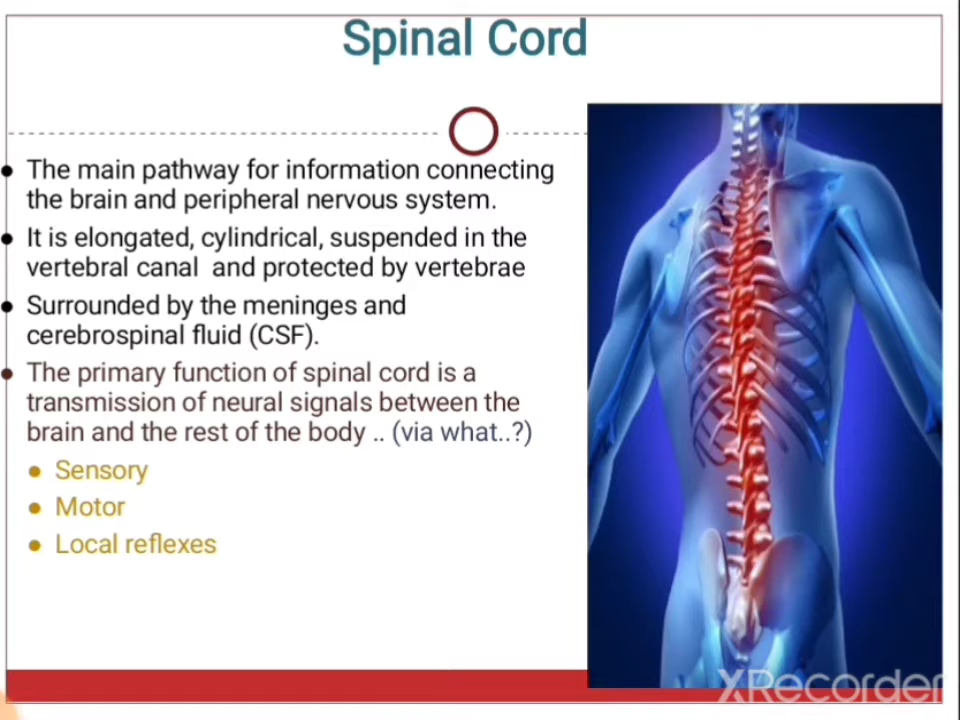 Spinal Cord
• The main pathway for information connecting
the brain and peripheral nervous system.
• It is elongated, cylindrical, suspended in the
vertebral canal and protected by vertebrae
• Surrounded by the meninges and
cerebrospinal fluid (CSF).
• The primary function of spinal cord is a
transmission of neural signals between the
brain and the rest of the body .. (via what..?)
• Sensory
• Motor
• Local reflexes
XRecorder